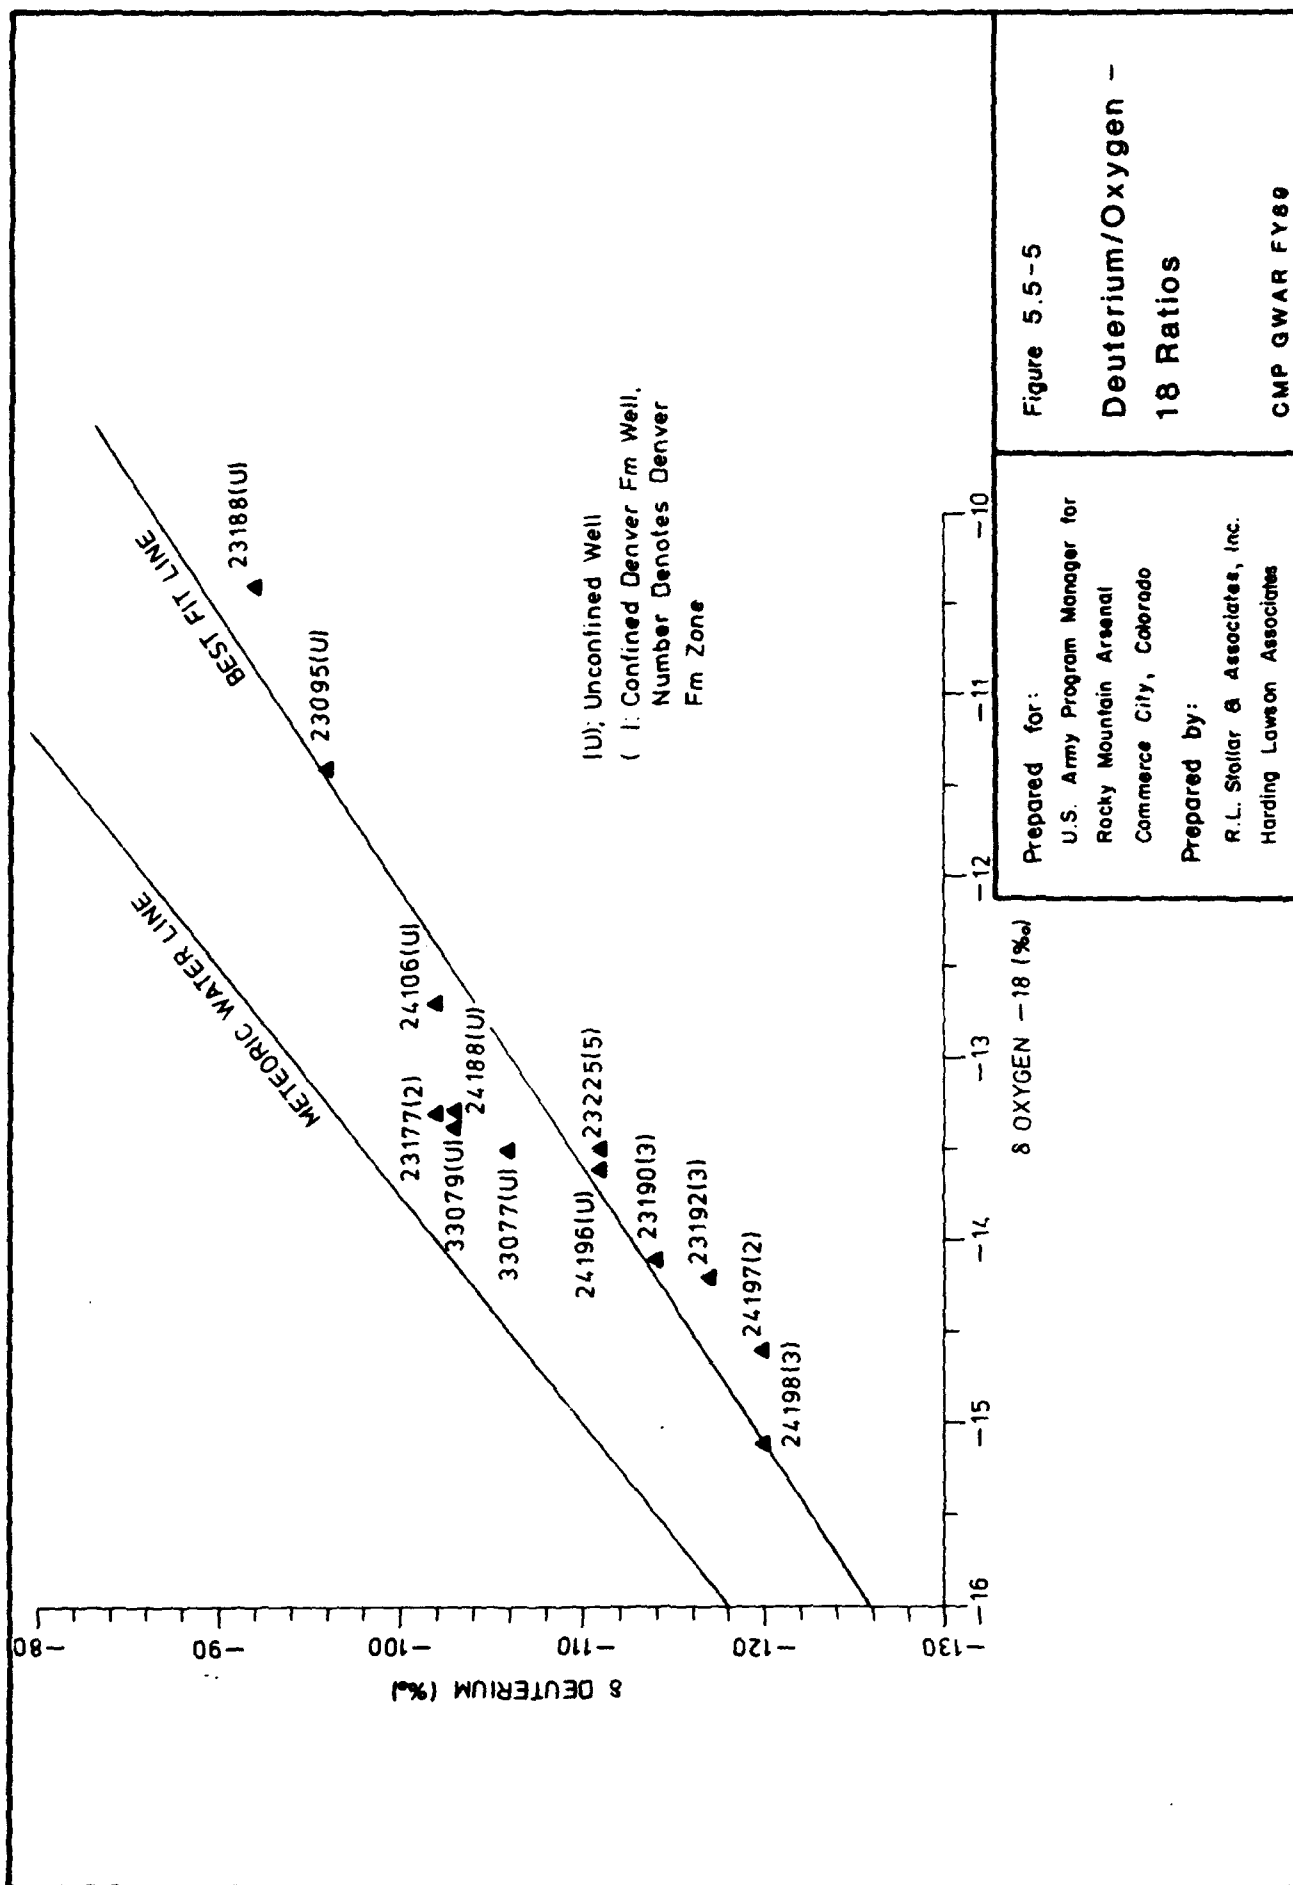 -80
-90
-100
-110
-120
-130
δ DEUTERIUM (‰)
-16
-15
-14
-13
-12
-11
-10
δ OXYGEN -18 (‰)
METEORIC WATER LINE
BEST FIT LINE
23188(U)
23095(U)
24106(U)
23177(2)
24188(U)
33079(U)
33077(U)
23225(5)
24196(U)
23190(3)
23192(3)
24197(2)
24198(3)
(U); Unconfined Well
( ): Confined Denver Fm Well,
Number Denotes Denver
Fm Zone
Prepared for:
U.S. Army Program Manager for
Rocky Mountain Arsenal
Commerce City, Colorado
Prepared by:
R.L. Stollar & Associates, Inc.
Harding Lawson Associates
Figure 5.5-5
Deuterium/Oxygen -
18 Ratios
CMP GWAR FY89